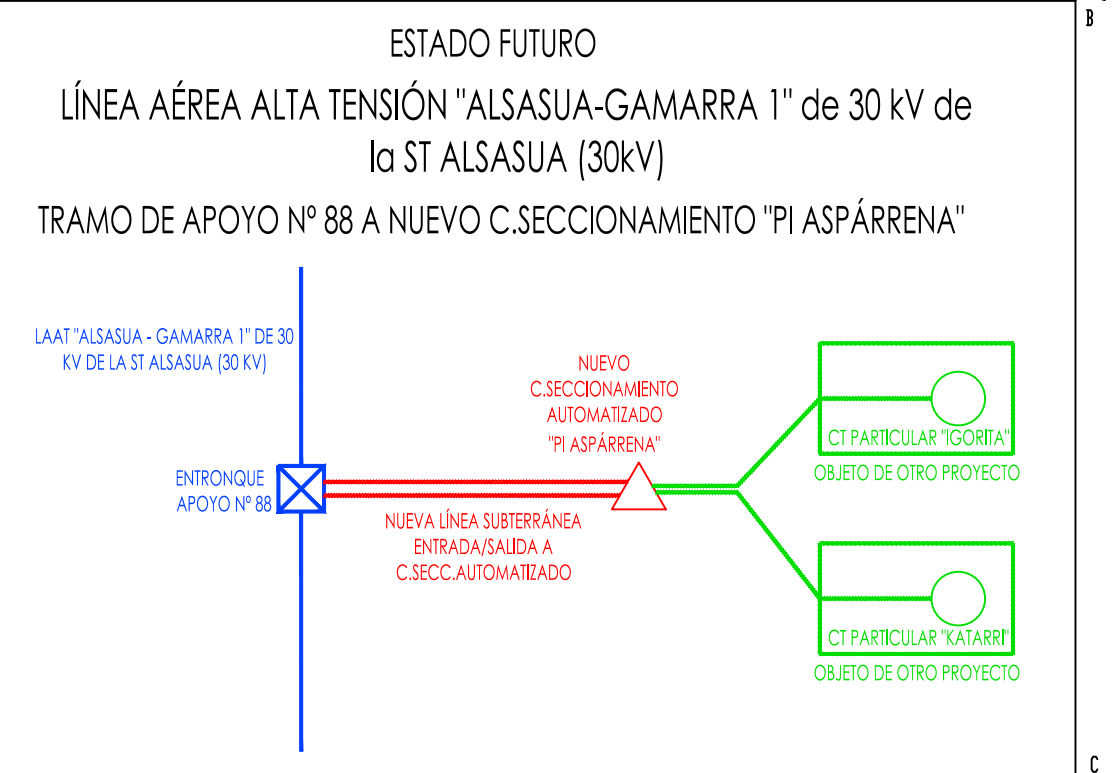 B
ESTADO FUTURO
LÍNEA AÉREA ALTA TENSIÓN "ALSASUA-GAMARRA 1" de 30 kV de
la ST ALSASUA (30kV)
TRAMO DE APOYO Nº 88 A NUEVO C.SECCIONAMIENTO "PI ASPÁRRENA"
LAAT "ALSASUA - GAMARRA 1" DE 30
KV DE LA ST ALSASUA (30 KV)
NUEVO
C.SECCIONAMIENTO
AUTOMATIZADO
"PI ASPÁRRENA"
CT PARTICULAR "IGORITA"
OBJETO DE OTRO PROYECTO
ENTRONQUE
APOYO Nº 88
NUEVA LÍNEA SUBTERRÁNEA
ENTRADA/SALIDA A
C.SECC.AUTOMATIZADO
CT PARTICULAR "KATARRI"
OBJETO DE OTRO PROYECTO
C